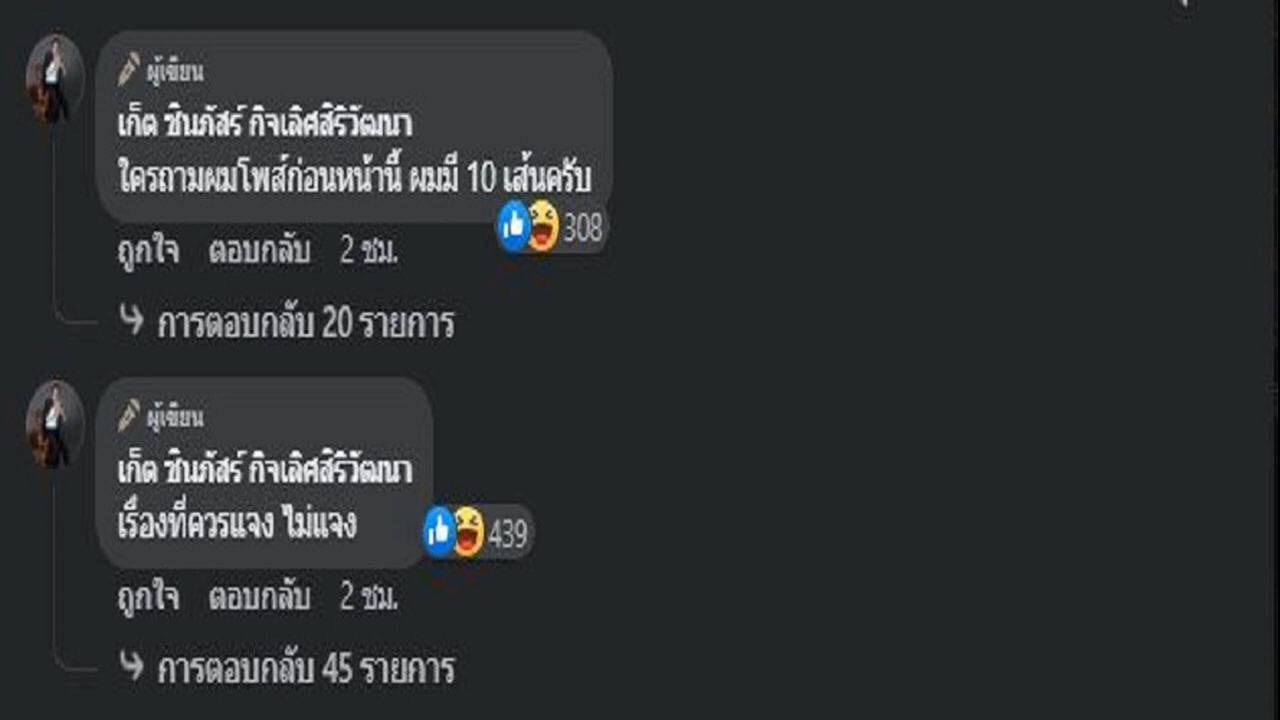 ผู้เขียน
เก็ต ชินภัสร์ กิจเลิศสิริวัฒนา
ใครถามผมโพส์ก่อนหน้านี้ ผมมี 10 เส้นครับ
308
ถูกใจ ตอบกลับ 2 ชม.
การตอบกลับ 20 รายการ
ผู้เขียน
เก็ต ชินภัสร์ กิจเลิศสิริวัฒนา
เรื่องที่ควรแจง ไม่แจง
439
ถูกใจ ตอบกลับ 2 ชม.
การตอบกลับ 45 รายการ